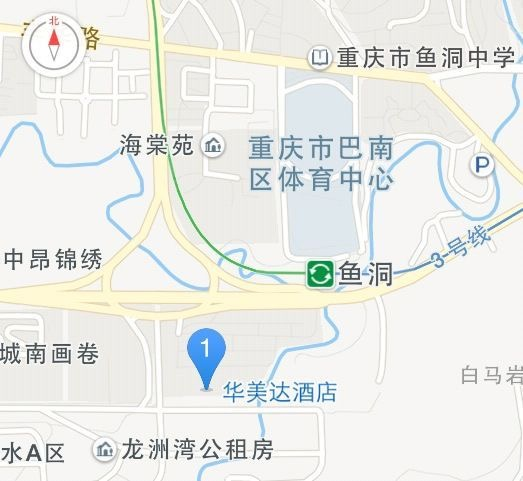 北
路
重庆市鱼洞中学
海棠苑
重庆市巴南
区体育中心
P
3号线
中昂锦绣
鱼洞
1
城南画卷
华美达酒店
白马岩
水A区
龙洲湾公租房